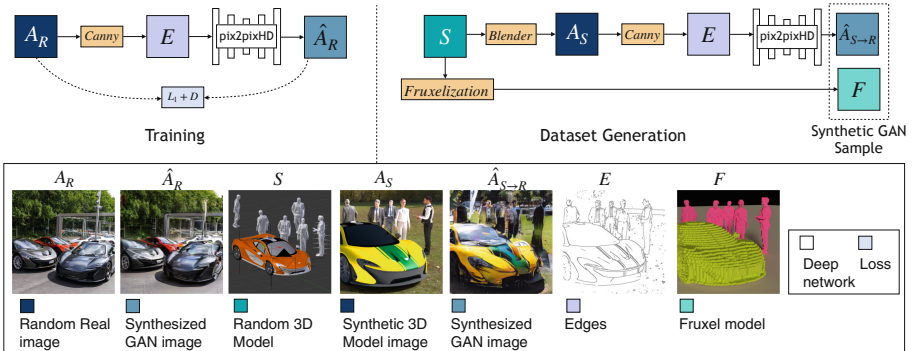 A_R
Canny
E
pix2pixHD
Â_R
L_1 + D
Training
S
Blender
A_S
Canny
E
pix2pixHD
Â_{S→R}
Fruxelization
F
Dataset Generation
Synthetic GAN
Sample
A_R
Â_R
S
A_S
Â_{S→R}
E
F
Random Real
image
Synthesized
GAN image
Random 3D
Model
Synthetic 3D
Model image
Synthesized
GAN image
Edges
Fruxel model
Deep
network
Loss